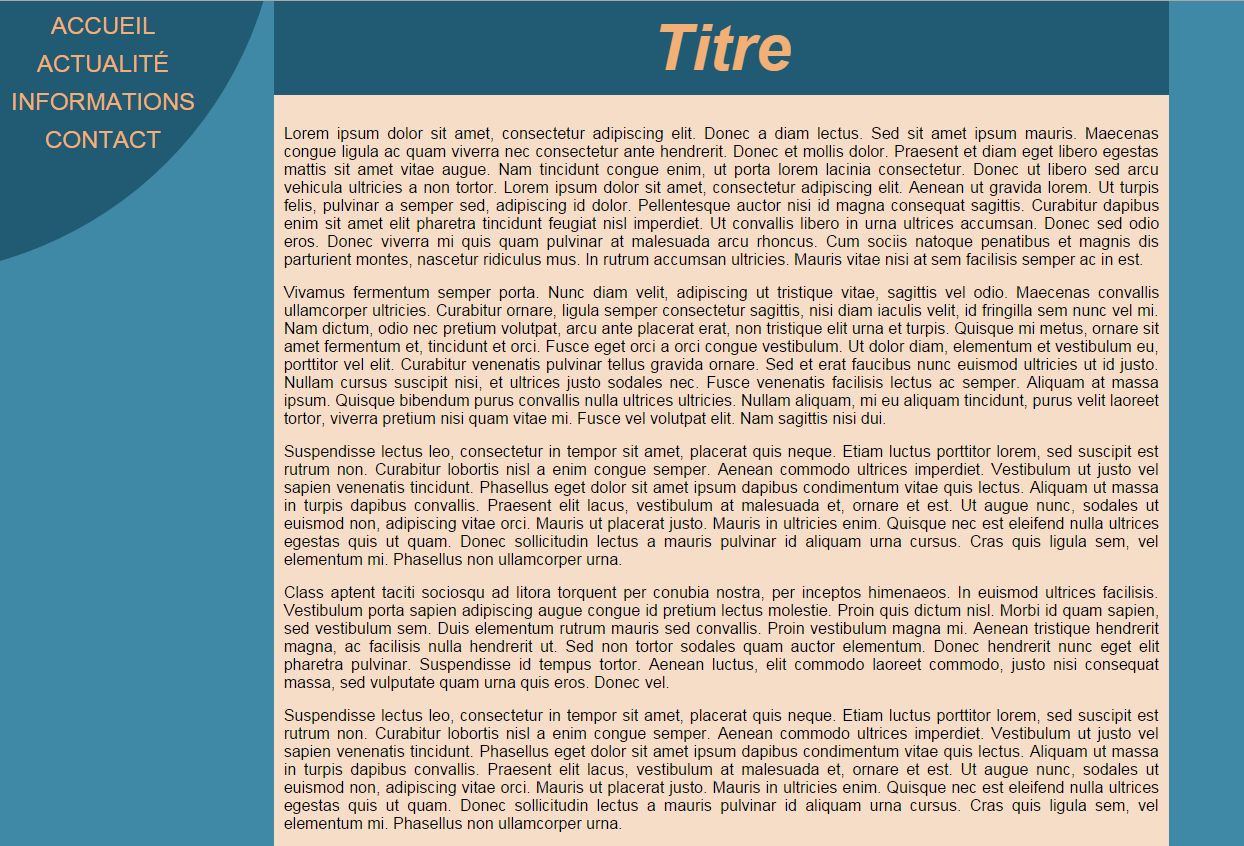 ACCUEIL
ACTUALITÉ
INFORMATIONS
CONTACT
Titre
Lorem ipsum dolor sit amet, consectetur adipiscing elit. Donec a diam lectus. Sed sit amet ipsum mauris. Maecenas
congue ligula ac quam viverra nec consectetur ante hendrerit. Donec et mollis dolor. Praesent et diam eget libero egestas
mattis sit amet vitae augue. Nam tincidunt congue enim, ut porta lorem lacinia consectetur. Donec ut libero sed arcu
vehicula ultricies a non tortor. Lorem ipsum dolor sit amet, consectetur adipiscing elit. Aenean ut gravida lorem. Ut turpis
felis, pulvinar a semper sed, adipiscing id dolor. Pellentesque auctor nisi id magna consequat sagittis. Curabitur dapibus
enim sit amet elit pharetra tincidunt feugiat nisl imperdiet. Ut convallis libero in urna ultrices accumsan. Donec sed odio
eros. Donec viverra mi quis quam pulvinar at malesuada arcu rhoncus. Cum sociis natoque penatibus et magnis dis
parturient montes, nascetur ridiculus mus. In rutrum accumsan ultricies. Mauris vitae nisi at sem facilisis semper ac in est.
Vivamus fermentum semper porta. Nunc diam velit, adipiscing ut tristique vitae, sagittis vel odio. Maecenas convallis
ullamcorper ultricies. Curabitur ornare, ligula semper consectetur sagittis, nisi diam iaculis velit, id fringilla sem nunc vel mi.
Nam dictum, odio nec pretium volutpat, arcu ante placerat erat, non tristique elit urna et turpis. Quisque mi metus, ornare sit
amet fermentum et, tincidunt et orci. Fusce eget orci a orci congue vestibulum. Ut dolor diam, elementum et vestibulum eu,
porttitor vel elit. Curabitur venenatis pulvinar tellus gravida ornare. Sed et erat faucibus nunc euismod ultricies ut id justo.
Nullam cursus suscipit nisi, et ultrices justo sodales nec. Fusce venenatis facilisis lectus ac semper. Aliquam at massa
ipsum. Quisque bibendum purus convallis nulla ultrices ultricies. Nullam aliquam, mi eu aliquam tincidunt, purus velit laoreet
tortor, viverra pretium nisi quam vitae mi. Fusce vel volutpat elit. Nam sagittis nisi dui.
Suspendisse lectus leo, consectetur in tempor sit amet, placerat quis neque. Etiam luctus porttitor lorem, sed suscipit est
rutrum non. Curabitur lobortis nisl a enim congue semper. Aenean commodo ultrices imperdiet. Vestibulum ut justo vel
sapien venenatis tincidunt. Phasellus eget dolor sit amet ipsum dapibus condimentum vitae quis lectus. Aliquam ut massa
in turpis dapibus convallis. Praesent elit lacus, vestibulum at malesuada et, ornare et est. Ut augue nunc, sodales ut
euismod non, adipiscing vitae orci. Mauris ut placerat justo. Mauris in ultricies enim. Quisque nec est eleifend nulla ultrices
egestas quis ut quam. Donec sollicitudin lectus a mauris pulvinar id aliquam urna cursus. Cras quis ligula sem, vel
elementum mi. Phasellus non ullamcorper urna.
Class aptent taciti sociosqu ad litora torquent per conubia nostra, per inceptos himenaeos. In euismod ultrices facilisis.
Vestibulum porta sapien adipiscing augue congue id pretium lectus molestie. Proin quis dictum nisl. Morbi id quam sapien,
sed vestibulum sem. Duis elementum rutrum mauris sed convallis. Proin vestibulum magna mi. Aenean tristique hendrerit
magna, ac facilisis nulla hendrerit ut. Sed non tortor sodales quam auctor elementum. Donec hendrerit nunc eget elit
pharetra pulvinar. Suspendisse id tempus tortor. Aenean luctus, elit commodo laoreet commodo, justo nisi consequat
massa, sed vulputate quam urna quis eros. Donec vel.
Suspendisse lectus leo, consectetur in tempor sit amet, placerat quis neque. Etiam luctus porttitor lorem, sed suscipit est
rutrum non. Curabitur lobortis nisl a enim congue semper. Aenean commodo ultrices imperdiet. Vestibulum ut justo vel
sapien venenatis tincidunt. Phasellus eget dolor sit amet ipsum dapibus condimentum vitae quis lectus. Aliquam ut massa
in turpis dapibus convallis. Praesent elit lacus, vestibulum at malesuada et, ornare et est. Ut augue nunc, sodales ut
euismod non, adipiscing vitae orci. Mauris ut placerat justo. Mauris in ultricies enim. Quisque nec est eleifend nulla ultrices
egestas quis ut quam. Donec sollicitudin lectus a mauris pulvinar id aliquam urna cursus. Cras quis ligula sem, vel
elementum mi. Phasellus non ullamcorper urna.